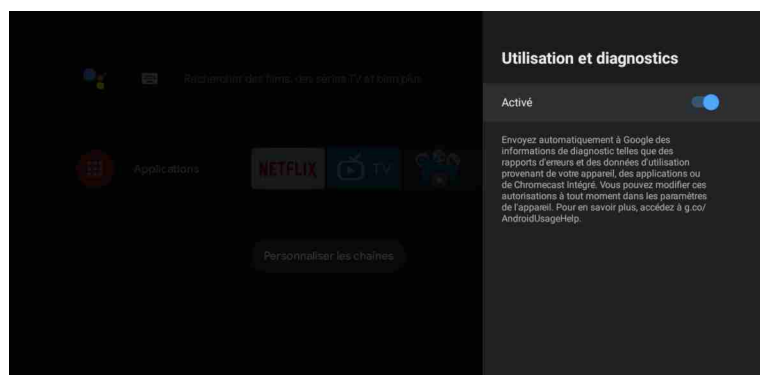 Utilisation et diagnostics
Activé
Envoyez automatiquement à Google des
informations de diagnostic telles que des
rapports d'erreurs et des données d'utilisation
provenant de votre appareil, des applications ou
de Chromecast Intégré. Vous pouvez modifier ces
autorisations à tout moment dans les paramètres
de l'appareil. Pour en savoir plus, accédez à g.co/
AndroidUsageHelp.
Rechercher des films, des séries TV et bien plus
Applications
NETFLIX
TV
Personnaliser les chaînes